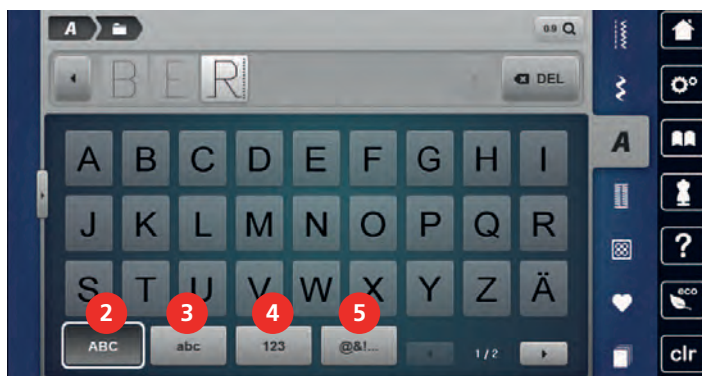 A
0.9
B E R DEL
A B C D E F G H I
A
J K L M N O P Q R
?
S T U V W X Y Z Ä
eco
2 3 4 5
ABC abc 123 @&!... 1/2
clr